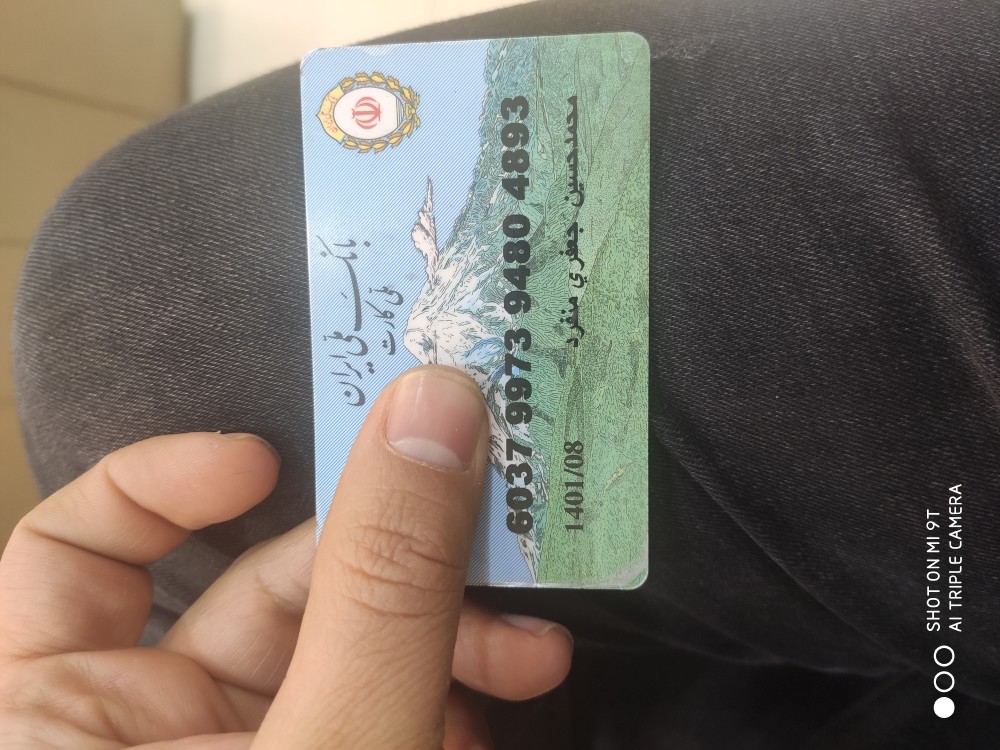 بانک ملی ایران
ملی کارت
6037 9973 9480 4893
محمدحسین جعفري منفرد
1401/08
SHOT ON MI 9T
AI TRIPLE CAMERA